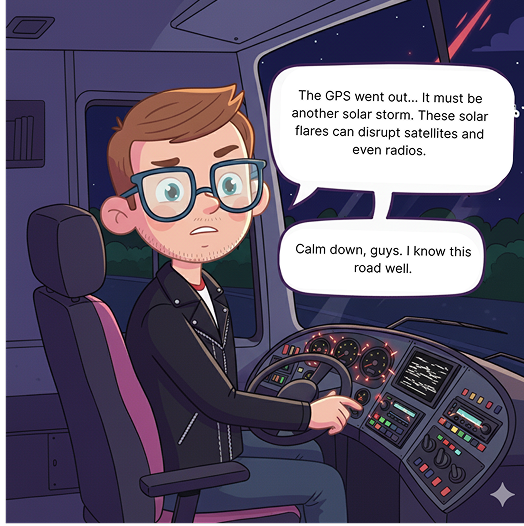 The GPS went out... It must be
another solar storm. These solar
flares can disrupt satellites and
even radios.
Calm down, guys. I know this
road well.